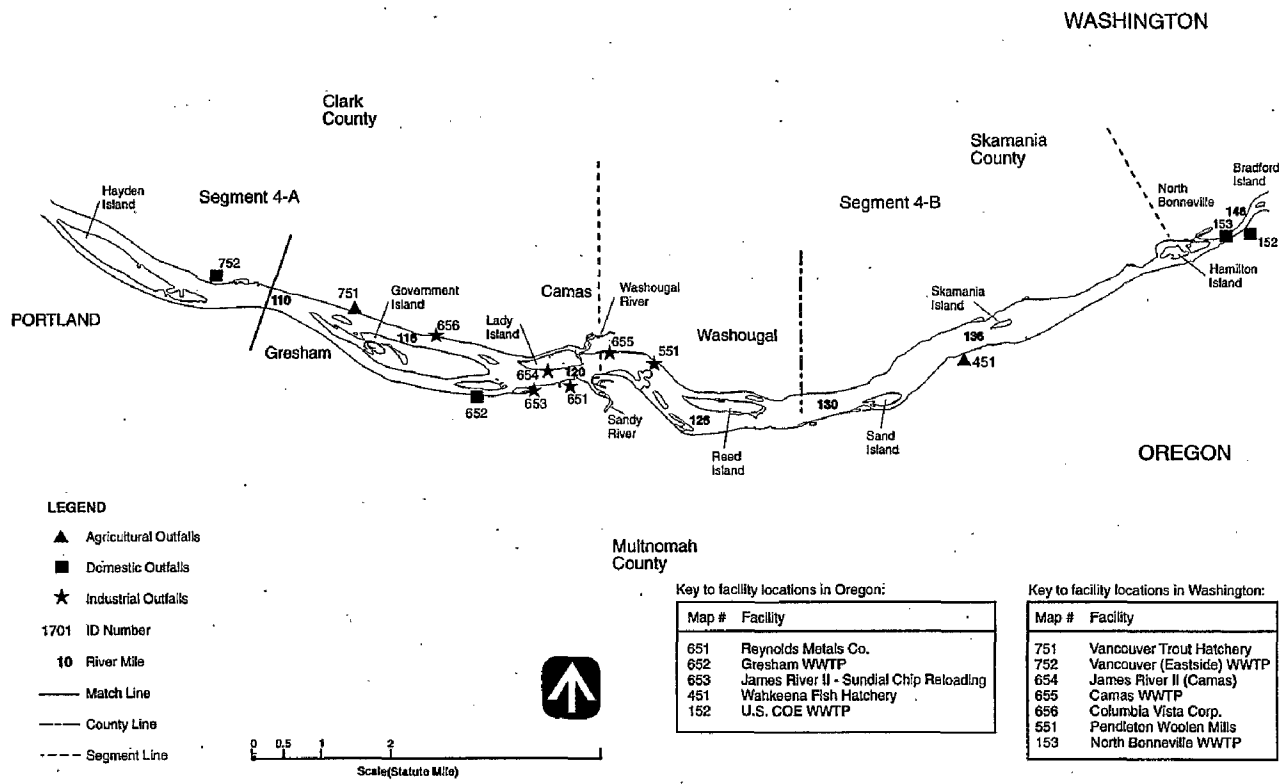 WASHINGTON
Clark
County
Skamania
County
Bradford
Island
North
Bonneville
Hayden
Island
Segment 4-A
Segment 4-B
146
153
152
Hamilton
Island
752
110
751
Government
Island
Camas
Washougal
River
Skamania
Island
PORTLAND
Gresham
116
656
Lady
Island
655
551
Washougal
136
451
654
120
653
651
652
Sandy
River
126
Reed
Island
130
Sand
Island
OREGON
LEGEND
Agricultural Outfalls
Domestic Outfalls
Industrial Outfalls
1701 ID Number
10 River Mile
Match Line
County Line
Segment Line
Multnomah
County
0 0.5 1 2
Scale(Statute Mile)
Key to facility locations in Oregon:
Map # Facility
651 Reynolds Metals Co.
652 Gresham WWTP
653 James River II - Sundial Chip Reloading
451 Wahkeena Fish Hatchery
152 U.S. COE WWTP
Key to facility locations in Washington:
Map # Facility
751 Vancouver Trout Hatchery
752 Vancouver (Eastside) WWTP
654 James River II (Camas)
655 Camas WWTP
656 Columbia Vista Corp.
551 Pendleton Woolen Mills
153 North Bonneville WWTP